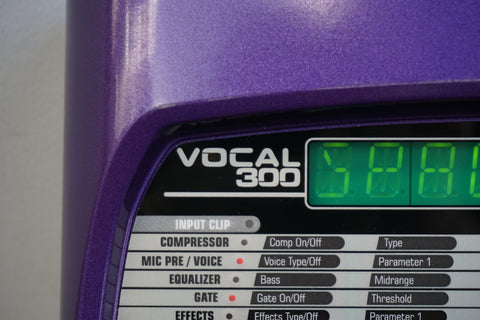 VOCAL
300
SPA
INPUT CLIP
COMPRESSOR Comp On/Off Type
MIC PRE / VOICE Voice Type/Off Parameter 1
EQUALIZER Bass Midrange
GATE Gate On/Off Threshold
EFFECTS Effects Type/Off Parameter 1